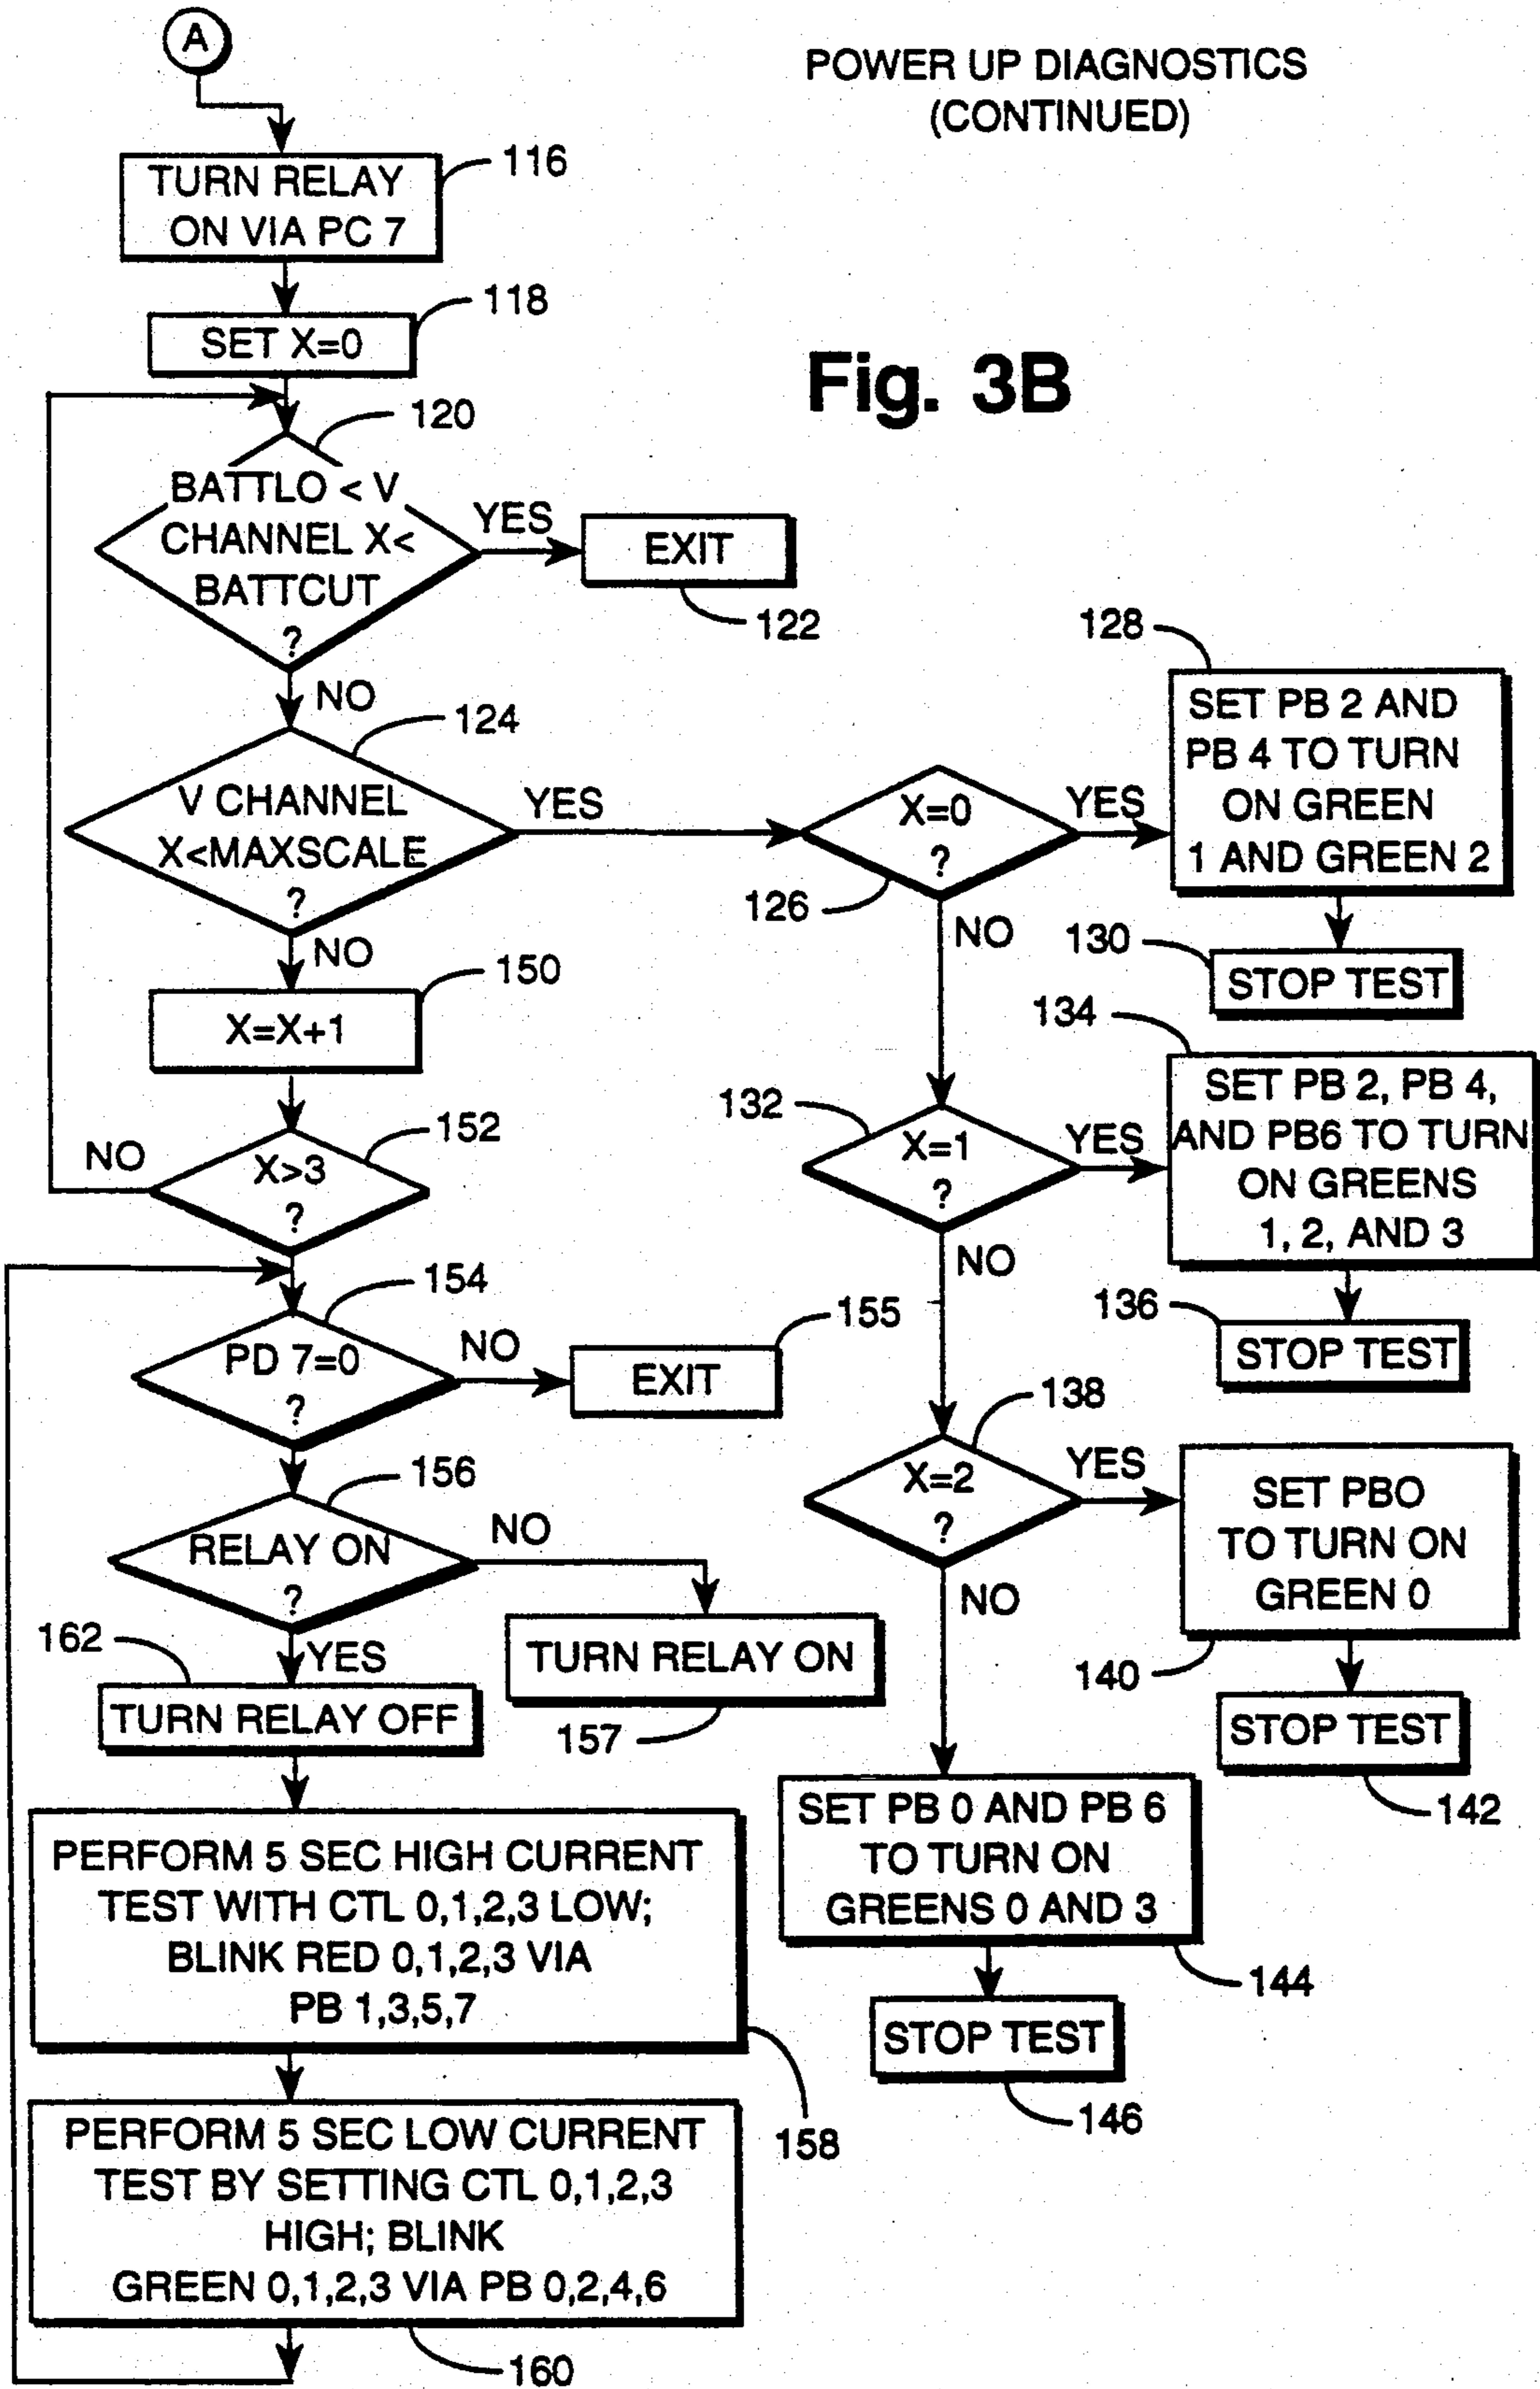 A
POWER UP DIAGNOSTICS
(CONTINUED)
TURN RELAY
ON VIA PC 7
116
SET X=0
118
Fig. 3B
120
BATTLO < V
CHANNEL X<
BATTCUT
?
YES
EXIT
122
NO
124
V CHANNEL
X<MAXSCALE
?
YES
X=0
?
126
YES
128
SET PB 2 AND
PB 4 TO TURN
ON GREEN
1 AND GREEN 2
130
STOP TEST
NO
NO
150
X=X+1
132
X=1
?
YES
134
SET PB 2, PB 4,
AND PB6 TO TURN
ON GREENS
1, 2, AND 3
136
STOP TEST
NO
152
X>3
?
NO
154
PD 7=0
?
NO
EXIT
155
138
X=2
?
YES
SET PBO
TO TURN ON
GREEN 0
140
STOP TEST
142
NO
156
RELAY ON
?
NO
TURN RELAY ON
157
YES
162
TURN RELAY OFF
SET PB 0 AND PB 6
TO TURN ON
GREENS 0 AND 3
144
STOP TEST
146
PERFORM 5 SEC HIGH CURRENT
TEST WITH CTL 0,1,2,3 LOW;
BLINK RED 0,1,2,3 VIA
PB 1,3,5,7
158
PERFORM 5 SEC LOW CURRENT
TEST BY SETTING CTL 0,1,2,3
HIGH; BLINK
GREEN 0,1,2,3 VIA PB 0,2,4,6
160